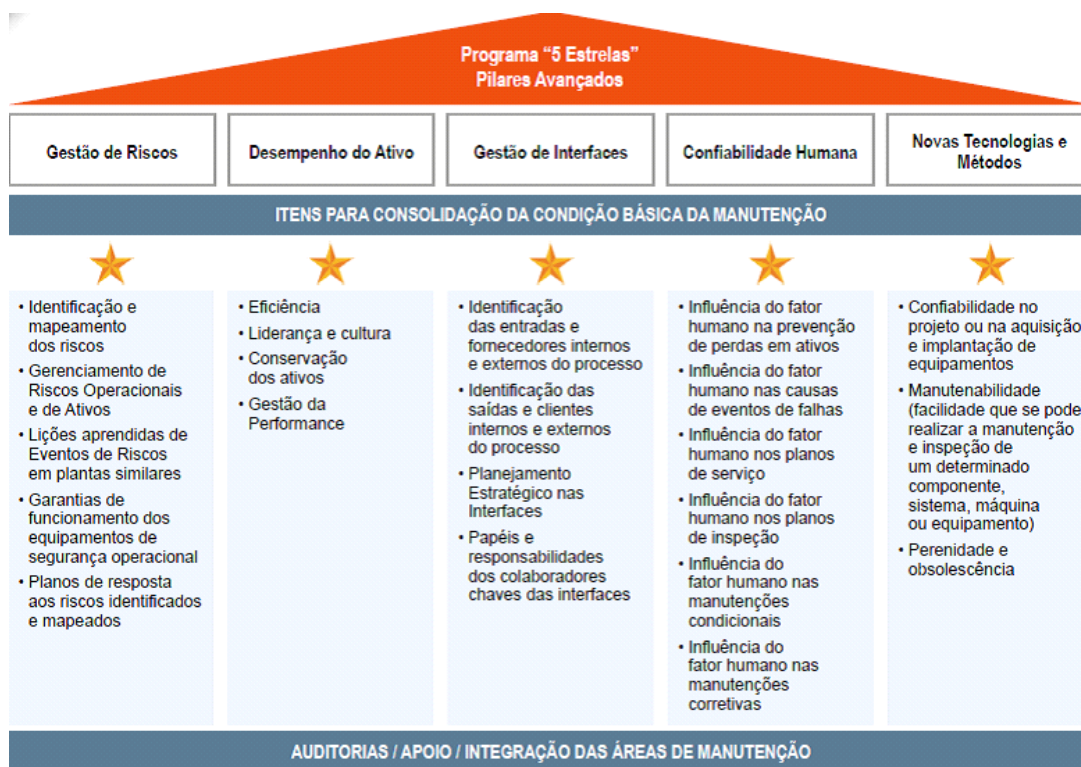 Programa “5 Estrelas”
Pilares Avançados
Gestão de Riscos
Desempenho do Ativo
Gestão de Interfaces
Confiabilidade Humana
Novas Tecnologias e
Métodos
ITENS PARA CONSOLIDAÇÃO DA CONDIÇÃO BÁSICA DA MANUTENÇÃO
• Identificação e
mapeamento
dos riscos
• Gerenciamento de
Riscos Operacionais
e de Ativos
• Lições aprendidas de
Eventos de Riscos
em plantas similares
• Garantias de
funcionamento dos
equipamentos de
segurança operacional
• Planos de resposta
aos riscos identificados
e mapeados
• Eficiência
• Liderança e cultura
• Conservação
dos ativos
• Gestão da
Performance
• Identificação
das entradas e
fornecedores internos
e externos do processo
• Identificação das
saídas e clientes
internos e externos
do processo
• Planejamento
Estratégico nas
Interfaces
• Papéis e
responsabilidades
dos colaboradores
chaves das interfaces
• Influência do fator
humano na prevenção
de perdas em ativos
• Influência do fator
humano nas causas
de eventos de falhas
• Influência do fator
humano nos planos
de serviço
• Influência do fator
humano nos planos
de inspeção
• Influência do
fator humano nas
manutenções
condicionais
• Influência do
fator humano nas
manutenções
corretivas
• Confiabilidade no
projeto ou na aquisição
e implantação de
equipamentos
• Manutenabilidade
(facilidade que se pode
realizar a manutenção
e inspeção de
um determinado
componente,
sistema, máquina
ou equipamento)
• Perenidade e
obsolescência
AUDITORIAS / APOIO / INTEGRAÇÃO DAS ÁREAS DE MANUTENÇÃO